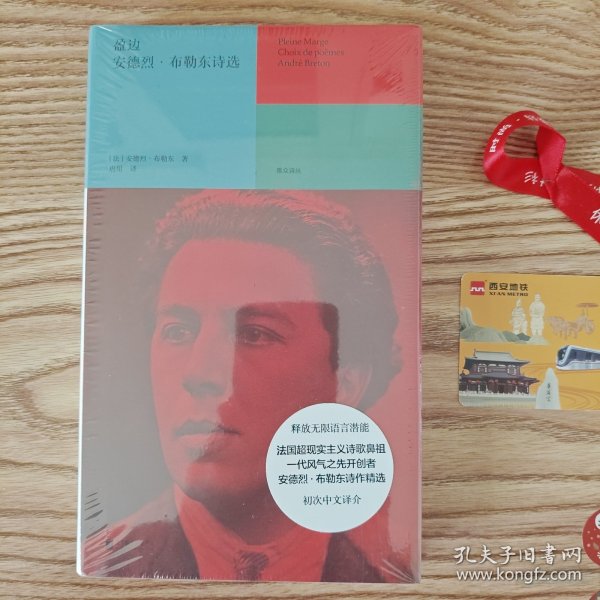 盈边
安德烈·布勒东诗选
Pleine Marge
Choix de poèmes
André Breton
[法]安德烈·布勒东 著
译
雅众诗丛
释放无限语言潜能
法国超现实主义诗歌鼻祖
一代风气之先开创者
安德烈·布勒东诗作精选
初次中文译介
西安地铁
XI'AN METRO
孔夫子旧书网
www.kongfz.com